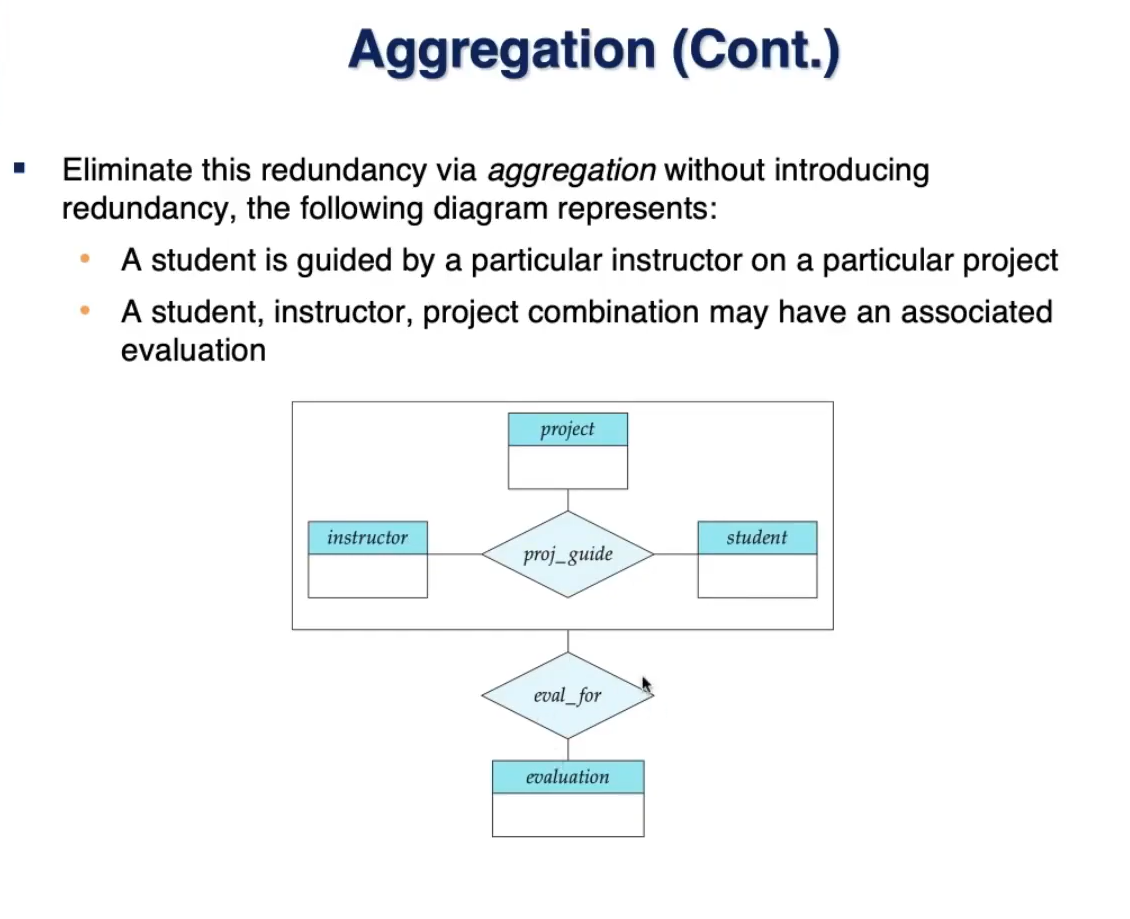 Aggregation (Cont.)
Eliminate this redundancy via aggregation without introducing
redundancy, the following diagram represents:
A student is guided by a particular instructor on a particular project
A student, instructor, project combination may have an associated
evaluation
project
instructor
proj_guide
student
eval_for
evaluation